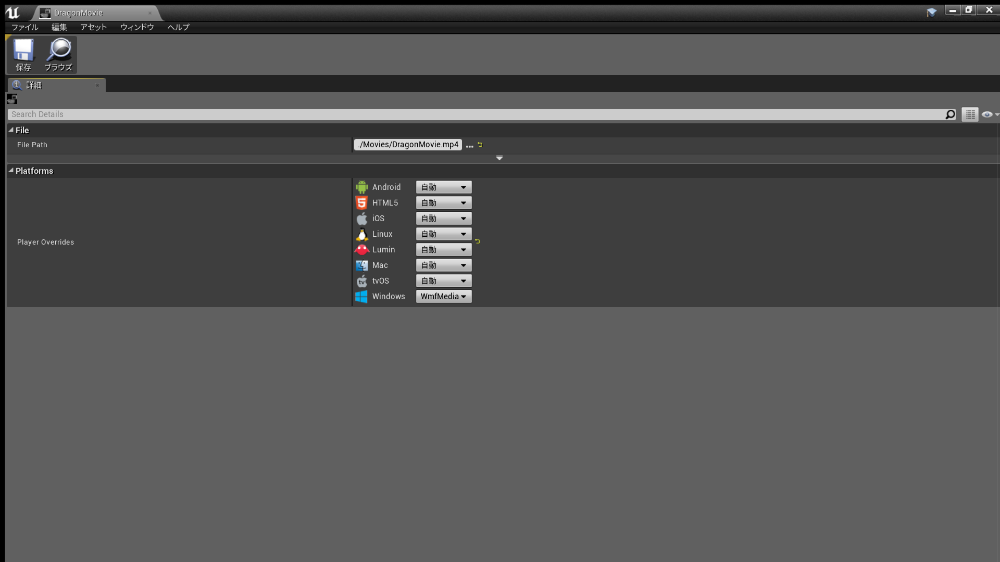 DragonMovie
ファイル 編集 アセット ウィンドウ ヘルプ
保存 ブラウズ
詳細
Search Details
File
File Path ./Movies/DragonMovie.mp4 ...
Platforms
Player Overrides
Android 自動
HTML5 自動
iOS 自動
Linux 自動
Lumin 自動
Mac 自動
tvOS 自動
Windows WmfMedia